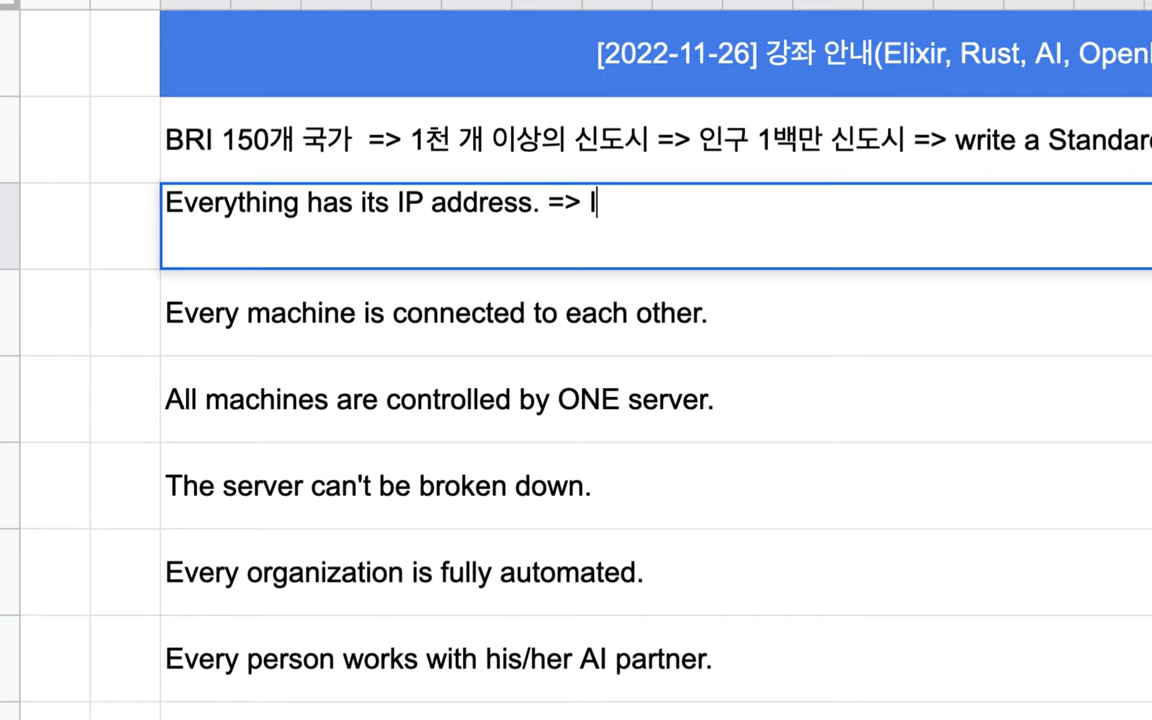 [2022-11-26] 강좌 안내(Elixir, Rust, AI,
BRI 150개 국가 => 1천 개 이상의 신도시 => 인구 1백만 신도시 => write a
Everything has its IP address. => I
Every machine is connected to each other.
All machines are controlled by ONE server.
The server can't be broken down.
Every organization is fully automated.
Every person works with his/her AI partner.